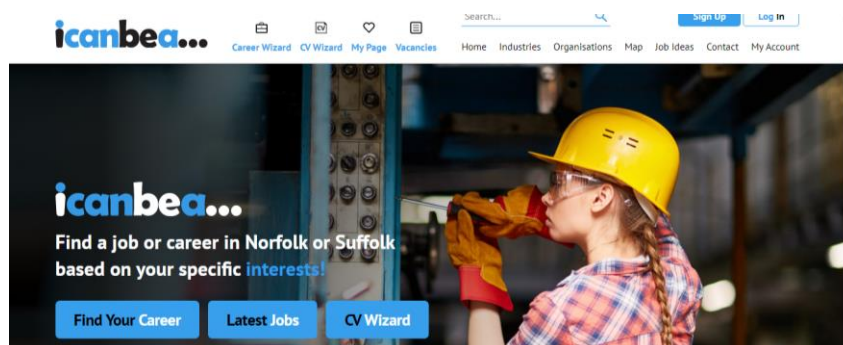 Search...
Sign Up
Log In
icanbea...
CV
Career Wizard
CV Wizard
My Page
Vacancies
Home
Industries
Organisations
Map
Job Ideas
Contact
My Account
icanbea...
Find a job or career in Norfolk or Suffolk
based on your specific interests!
Find Your Career
Latest Jobs
CV Wizard